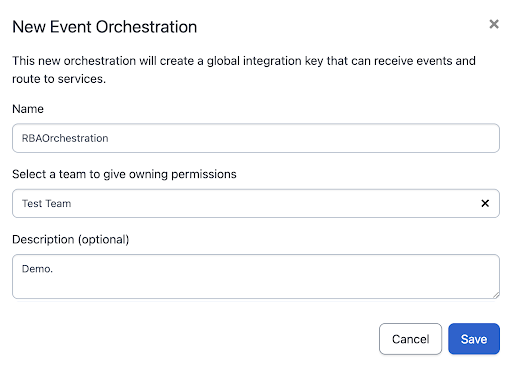 New Event Orchestration
This new orchestration will create a global integration key that can receive events and
route to services.
Name
RBAOrchestration
Select a team to give owning permissions
Test Team
Description (optional)
Demo.
Cancel Save